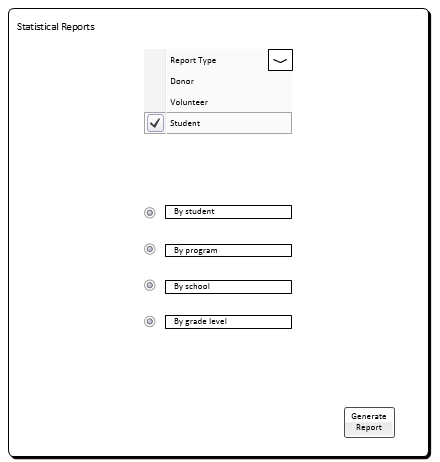 Statistical Reports
Report Type
Donor
Volunteer
Student
By student
By program
By school
By grade level
Generate
Report